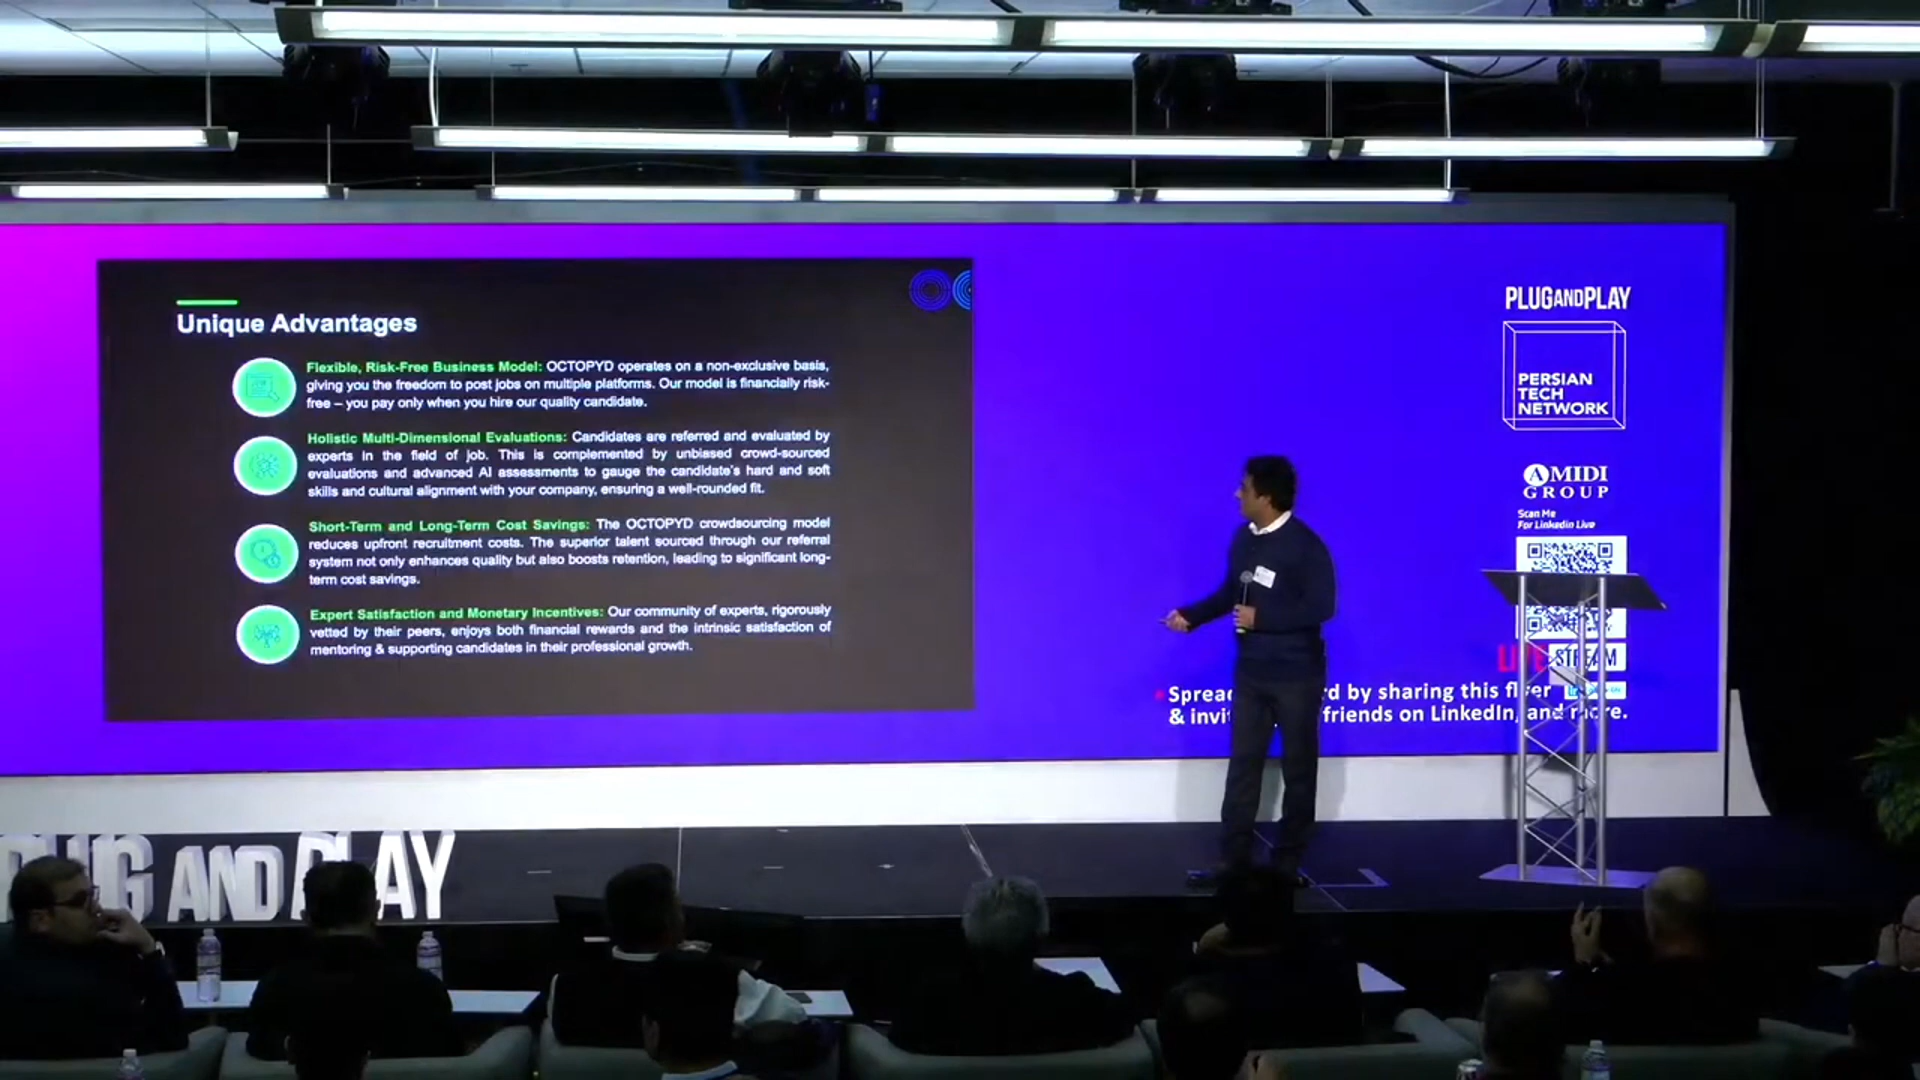 Unique Advantages
Flexible, Risk-Free Business Model: OCTOPYD operates on a non-exclusive basis,
giving you the freedom to post jobs on multiple platforms. Our model is financially risk-
free – you pay only when you hire our quality candidate.
Holistic Multi-Dimensional Evaluations: Candidates are referred and evaluated by
experts in the field of job. This is complemented by unbiased crowd-sourced
evaluations and advanced AI assessments to gauge the candidate's hard and soft
skills and cultural alignment with your company, ensuring a well-rounded fit.
Short-Term and Long-Term Cost Savings: The OCTOPYD crowdsourcing model
reduces upfront recruitment costs. The superior talent sourced through our referral
system not only enhances quality but also boosts retention, leading to significant long-
term cost savings.
Expert Satisfaction and Monetary Incentives: Our community of experts, rigorously
vetted by their peers, enjoys both financial rewards and the intrinsic satisfaction of
mentoring & supporting candidates in their professional growth.
PLUGANDPLAY
PERSIAN
TECH
NETWORK
AMIDI
GROUP
Scan Me
For Linkedin Live
STREAM
by sharing this flyer
& friends on LinkedIn, and more.
PLUG AND PLAY